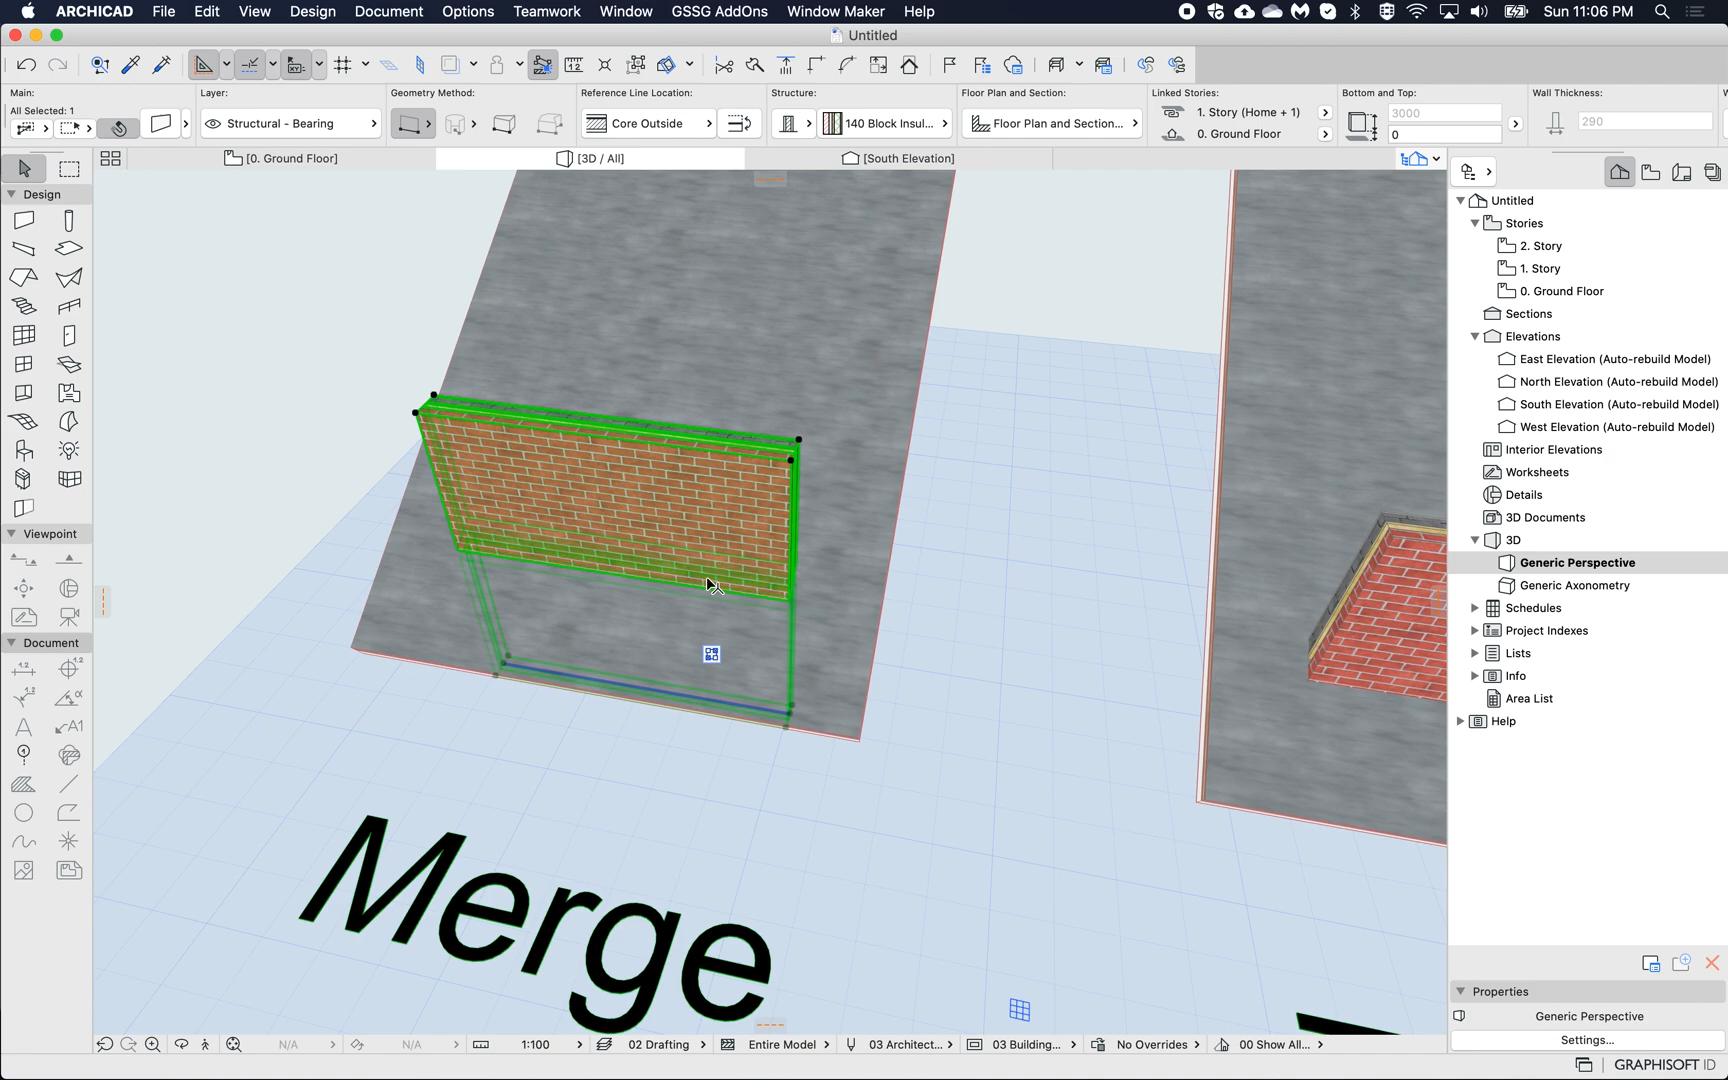 ARCHICAD File Edit View Design Document Options Teamwork Window GSSG AddOns Window Maker Help Sun 11:06 PM
Untitled
Main: Layer: Geometry Method: Reference Line Location: Structure: Floor Plan and Section: Linked Stories: Bottom and Top: Wall Thickness:
All Selected: 1
Structural - Bearing
Core Outside
140 Block Insul...
Floor Plan and Section...
1. Story (Home + 1)
0. Ground Floor
3000
0
290
[0. Ground Floor] [3D / All] [South Elevation]
Design
Viewpoint
Document
Merge
Untitled
Stories
2. Story
1. Story
0. Ground Floor
Sections
Elevations
East Elevation (Auto-rebuild Model)
North Elevation (Auto-rebuild Model)
South Elevation (Auto-rebuild Model)
West Elevation (Auto-rebuild Model)
Interior Elevations
Worksheets
Details
3D Documents
3D
Generic Perspective
Generic Axonometry
Schedules
Project Indexes
Lists
Info
Area List
Help
Properties
Generic Perspective
Settings...
N/A N/A 1:100 02 Drafting Entire Model 03 Architect... 03 Building... No Overrides 00 Show All...
GRAPHISOFT ID